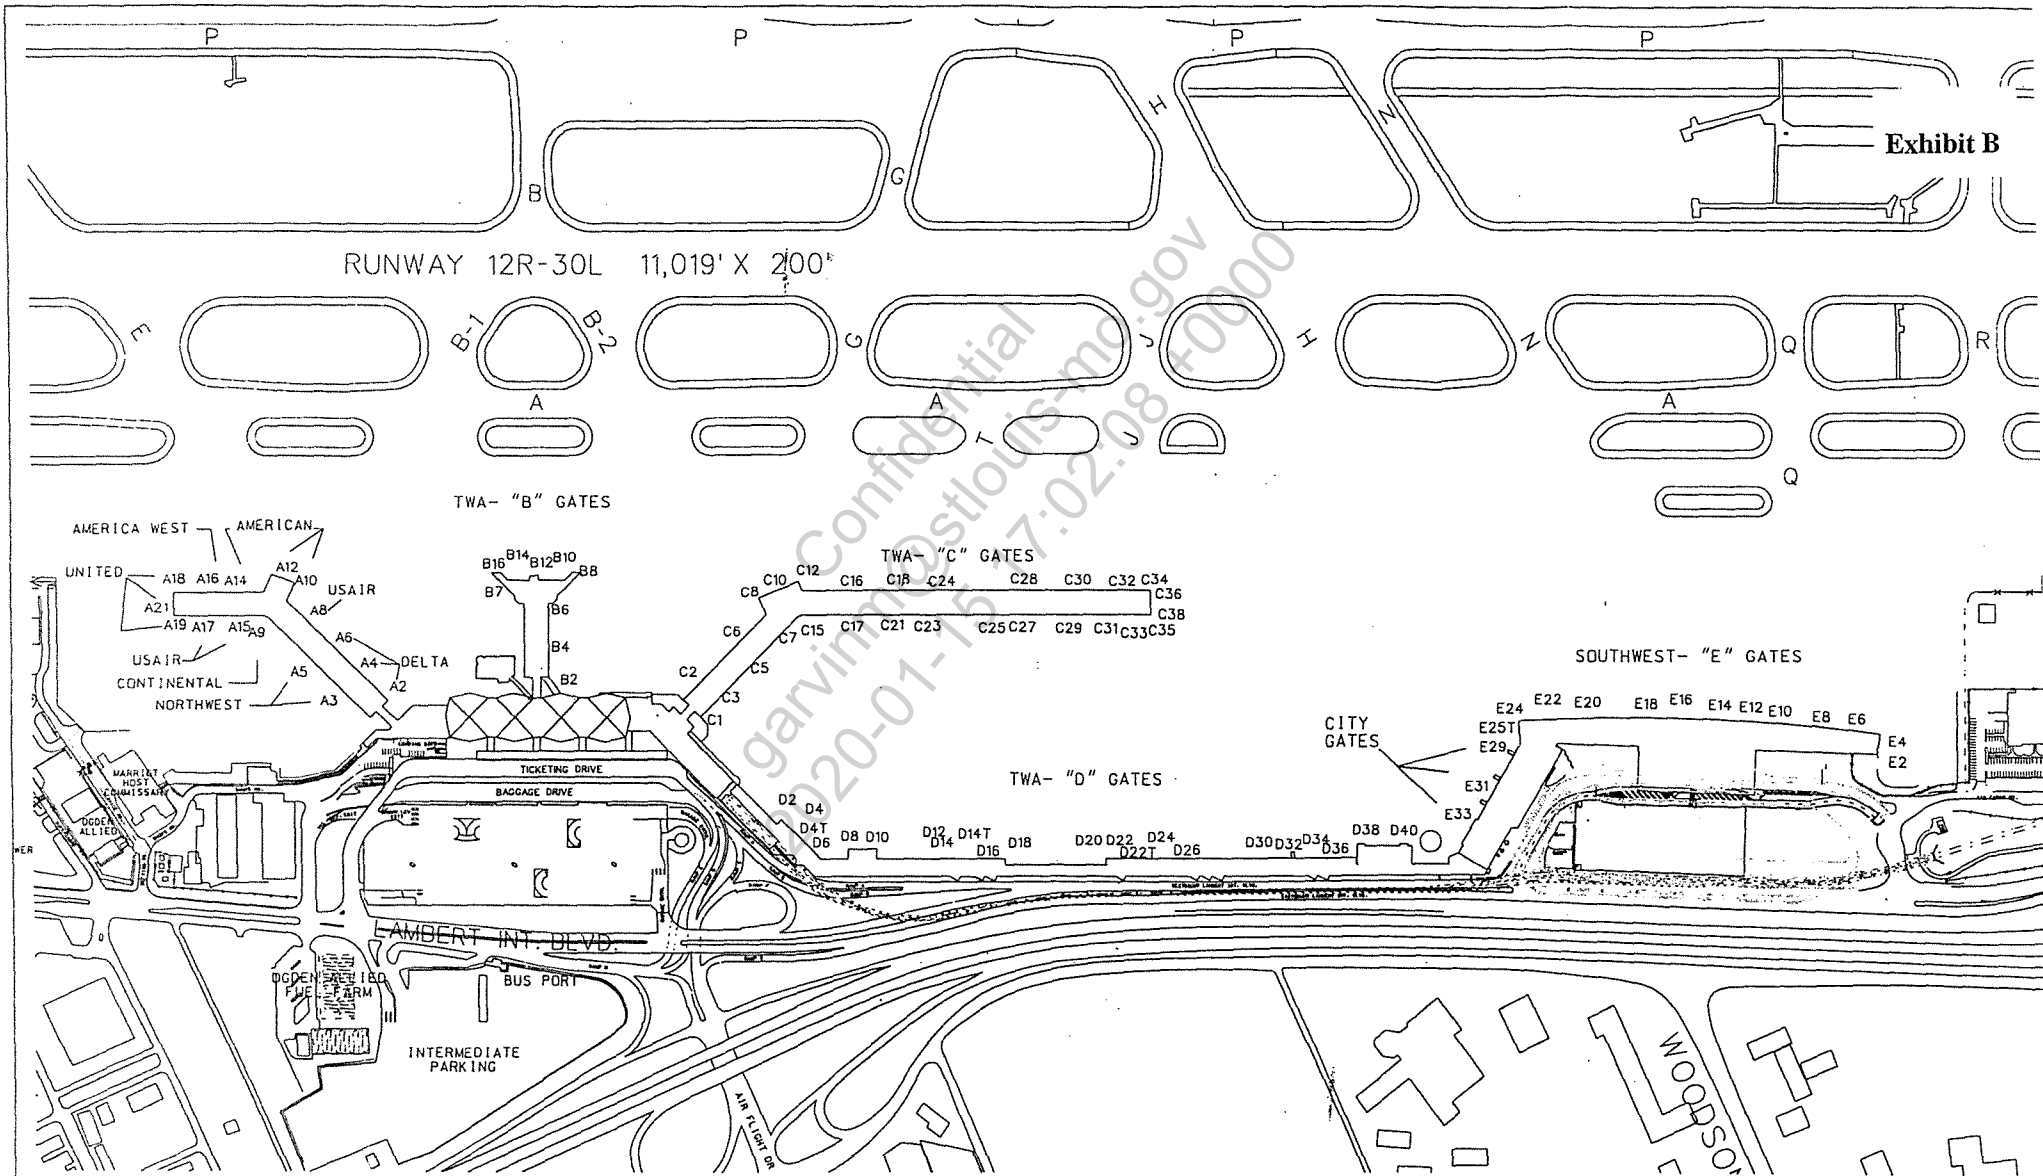 P P P P
H
N
Exhibit B
B
G
RUNWAY 12R-30L 11,019' X 200'
E
B-1
B-2
G
J
H
N
Q
R
A A A
T
J
Q
Confidential
garvinm@stlouis-mo.gov
2020-01-15 17:02:08 +0000
TWA- "B" GATES
AMERICA WEST
AMERICAN
UNITED
A18 A16 A14 A12 A10
USAIR
A21
A8
A19 A17 A15 A9
A6
USAIR
A4 DELTA
A5
CONTINENTAL
A2
NORTHWEST
A3
B16 B14 B12 B10 B8
B7
B6
B4
B2
TWA- "C" GATES
C12
C10
C8
C16 C18 C24 C28 C30 C32 C34
C36
C38
C6
C7 C15 C17 C21 C23 C25 C27 C29 C31 C33 C35
C5
C2
C3
C1
SOUTHWEST- "E" GATES
CITY
GATES
E24 E22 E20 E18 E16 E14 E12 E10 E8 E6
E25T
E29
E4
E2
E31
E33
TWA- "D" GATES
D2
D4
D4T
D6 D8 D10 D12 D14 D14T D16 D18 D20 D22 D22T D24 D26 D30 D32 D34 D36 D38 D40
MARRIOT
HOST
COMMISSARY
OGDEN
ALLIED
TICKETING DRIVE
BAGGAGE DRIVE
AMBERT INT. BLVD.
OGDEN ALLIED
FUEL FARM
BUS PORT
INTERMEDIATE
PARKING
AIR FLIGHT DR
WOODSON